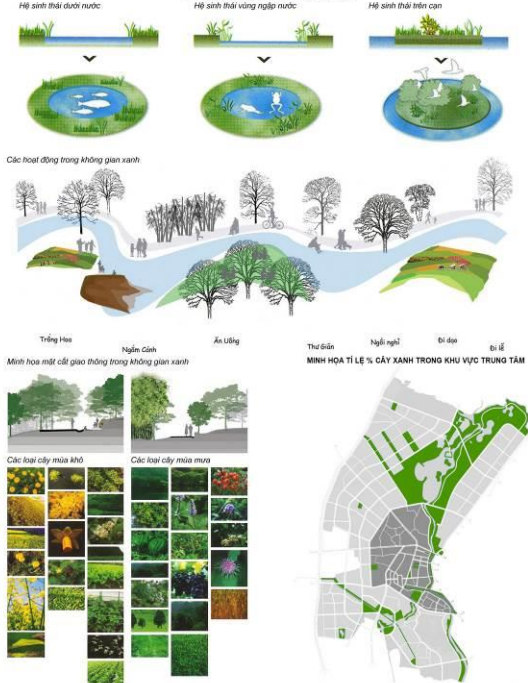 Hệ sinh thái dưới nước
Hệ sinh thái vùng ngập nước
Hệ sinh thái trên cạn
Các hoạt động trong không gian xanh
Trồng Hoa
Ngắm Cảnh
Ăn Uống
Thư Giãn
Ngồi nghỉ
Đi dạo
Đi lễ
Minh họa mặt cắt giao thông trong không gian xanh
MINH HỌA TỈ LỆ % CÂY XANH TRONG KHU VỰC TRUNG TÂM
Các loại cây mùa khô
Các loại cây mùa mưa